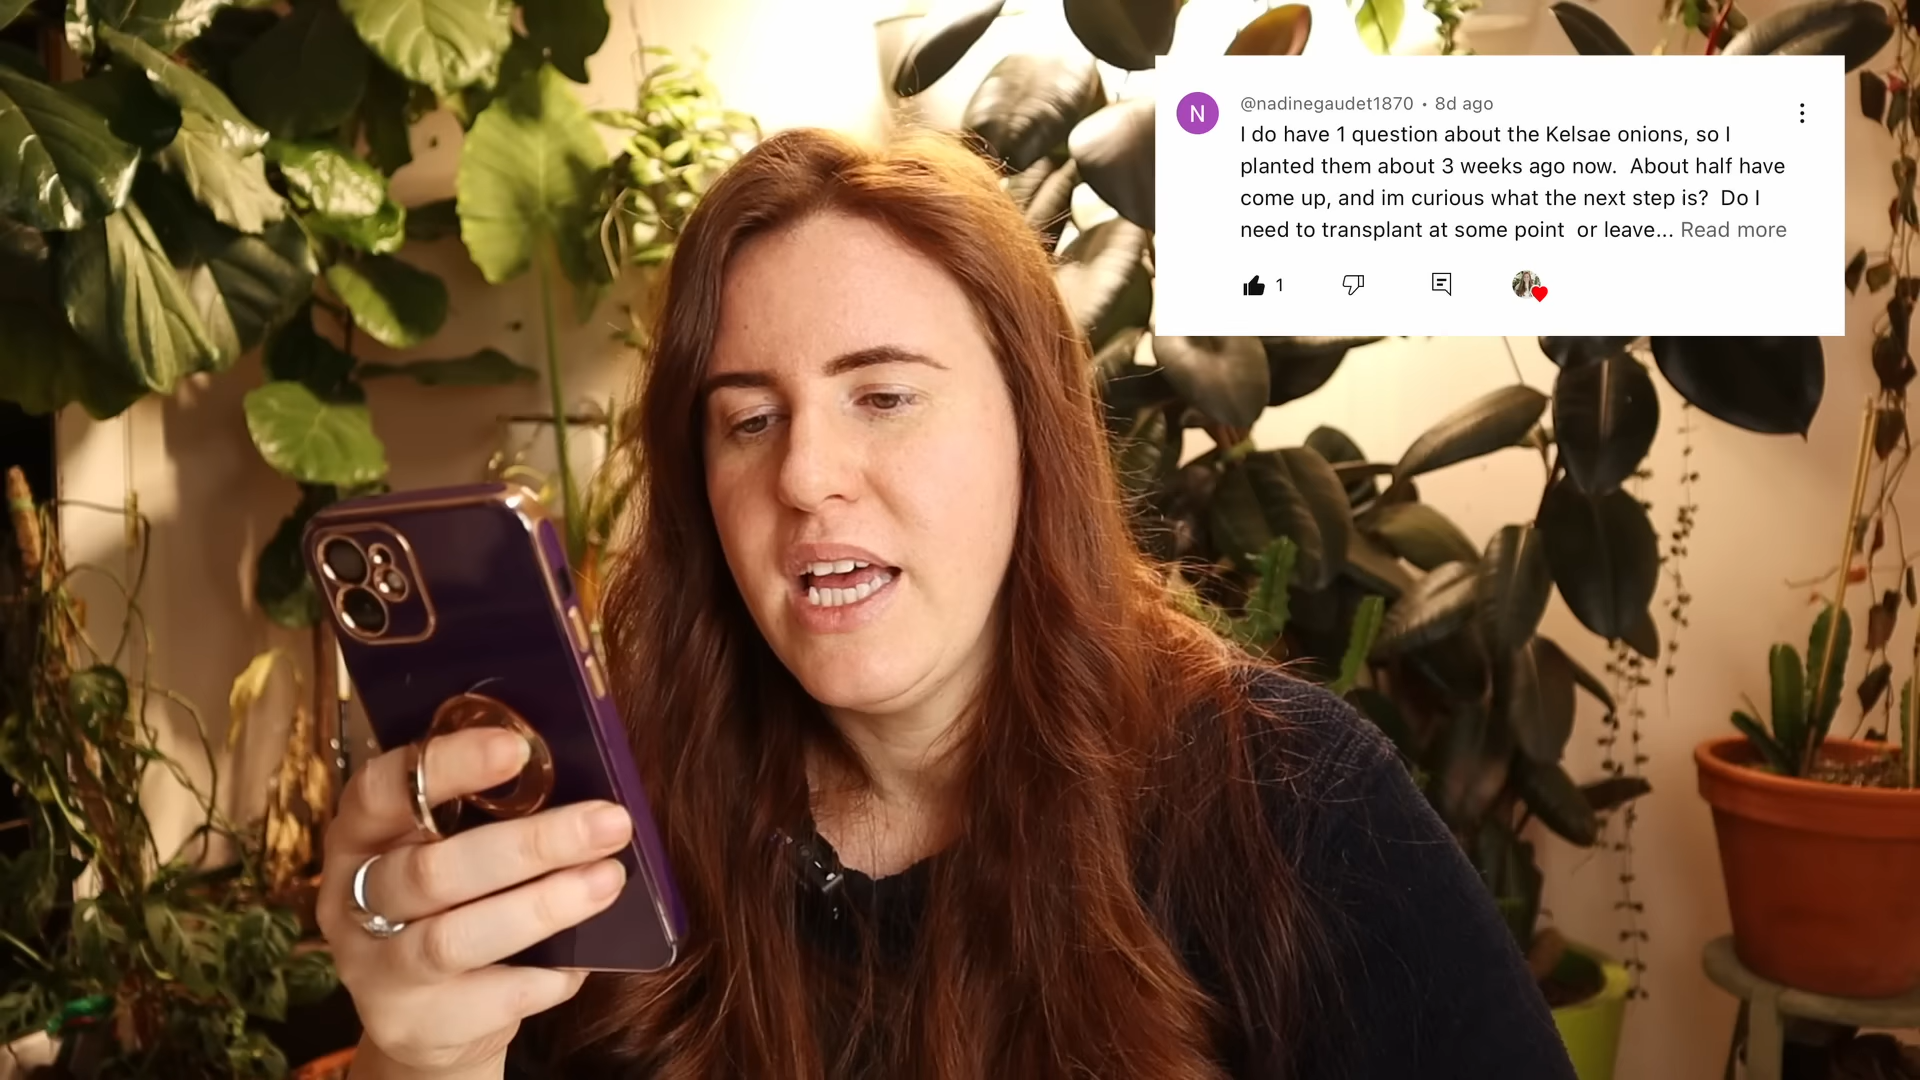 @nadinegaudet1870 • 8d ago
N
I do have 1 question about the Kelsae onions, so I
planted them about 3 weeks ago now.  About half have
come up, and im curious what the next step is?  Do I
need to transplant at some point  or leave... Read more
1